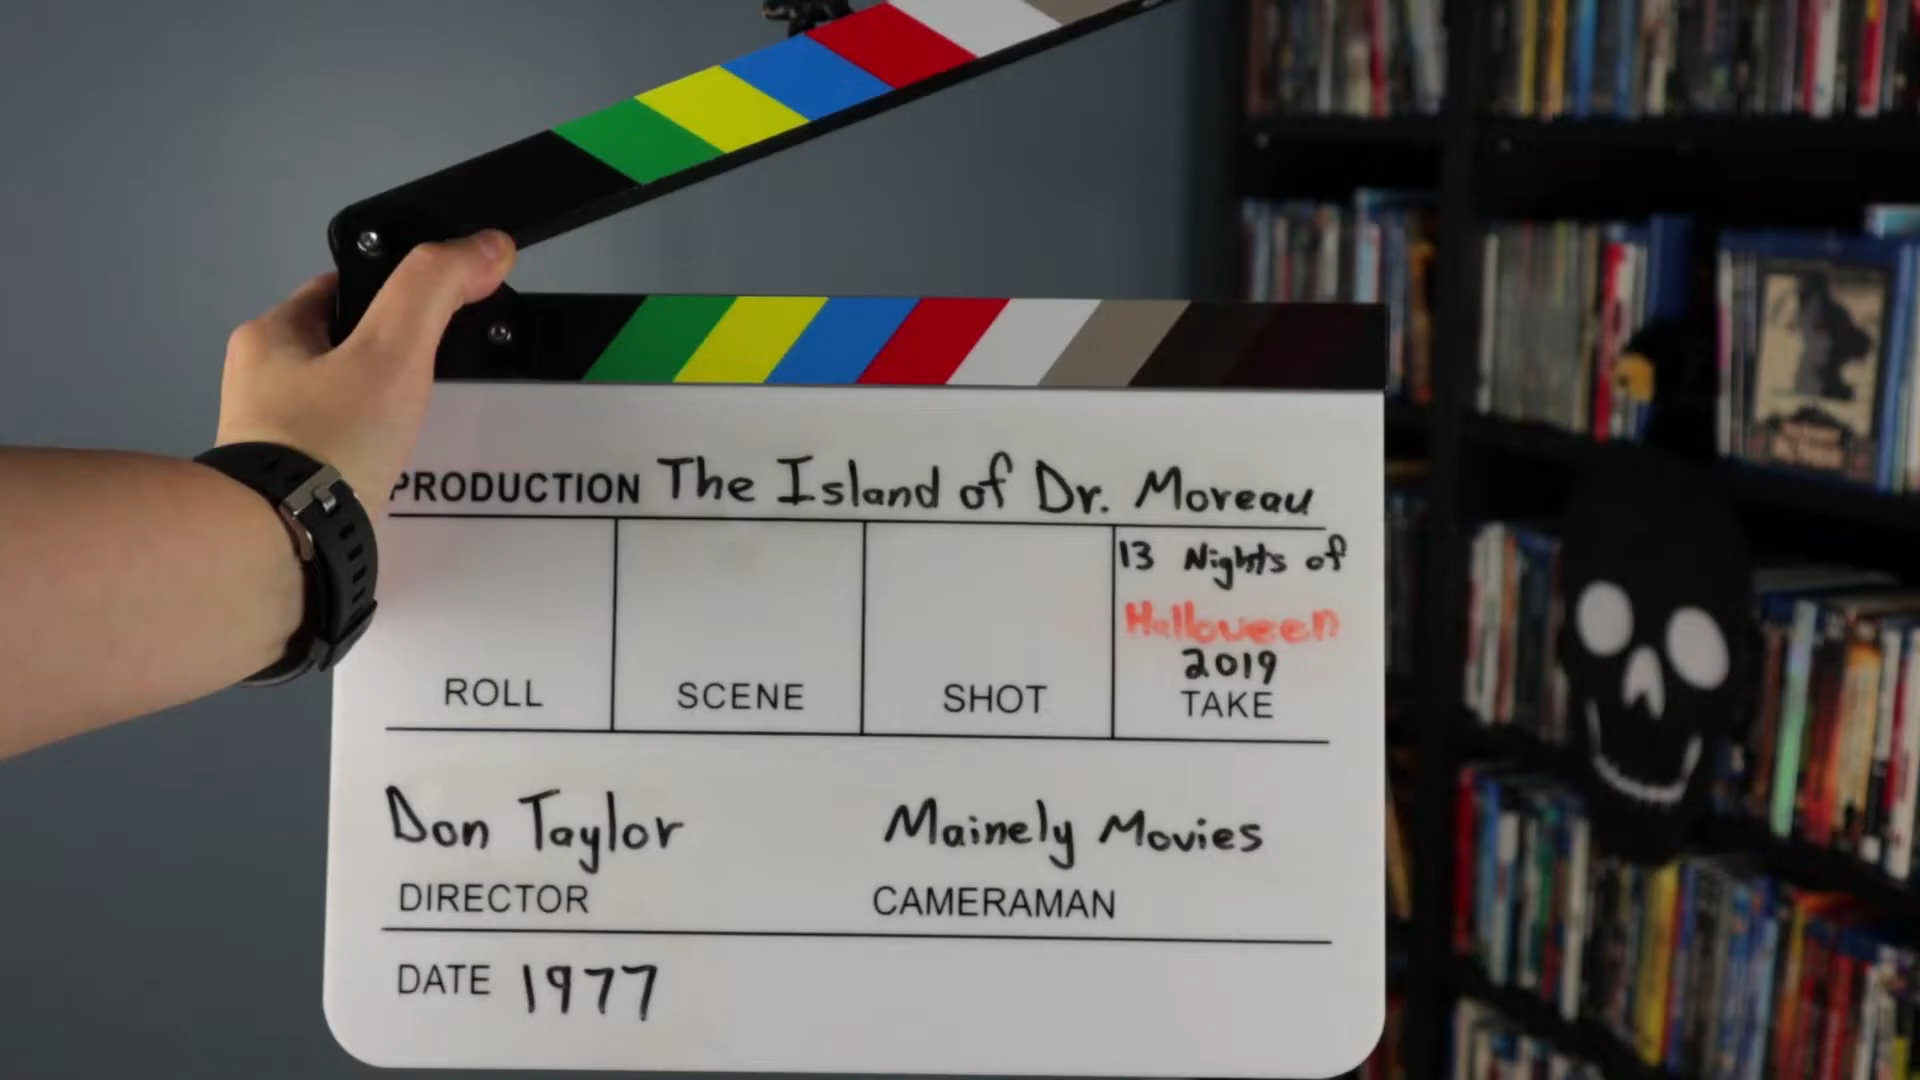 PRODUCTION The Island of Dr. Moreau
13 Nights of
Halloween
2019
ROLL SCENE SHOT TAKE
Don Taylor Mainely Movies
DIRECTOR CAMERAMAN
DATE 1977